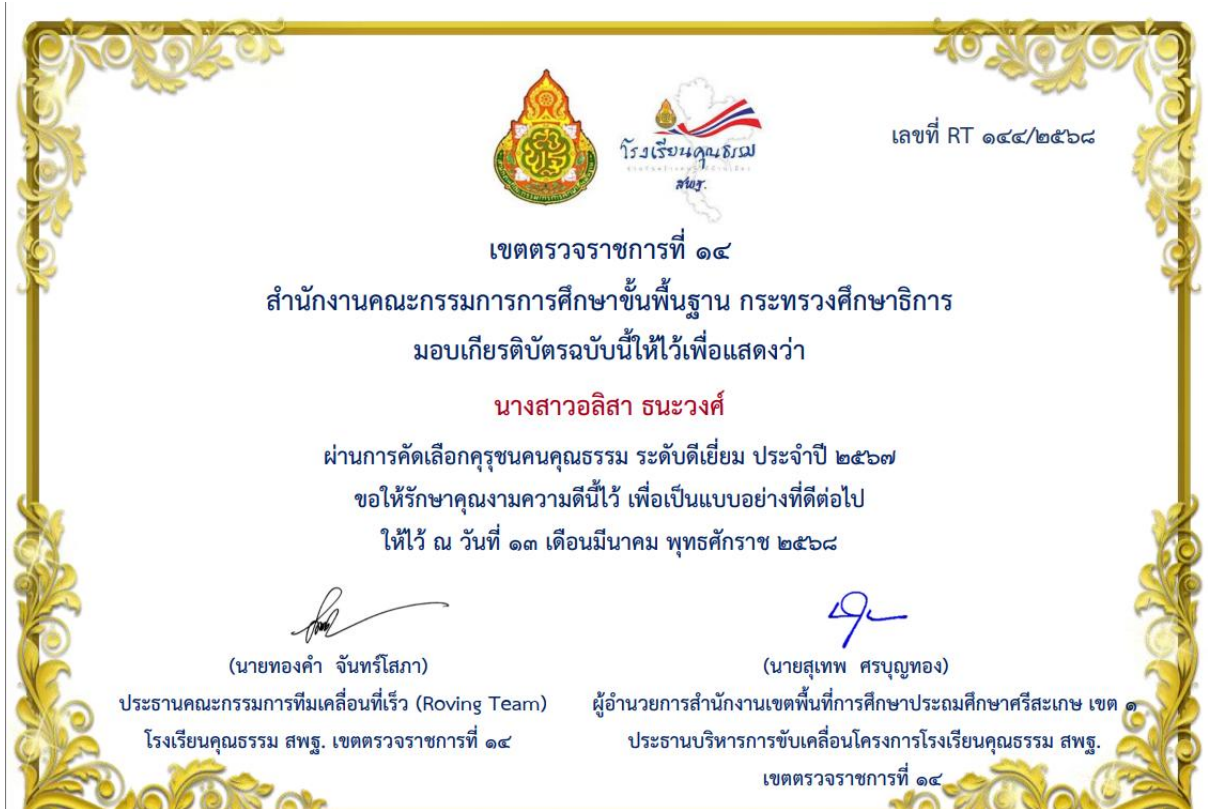 เลขที่ RT ๑๔๔/๒๕๖๘
โรงเรียนคุณธรรม
สพฐ.
เขตตรวจราชการที่ ๑๔
สำนักงานคณะกรรมการการศึกษาขั้นพื้นฐาน กระทรวงศึกษาธิการ
มอบเกียรติบัตรฉบับนี้ให้ไว้เพื่อแสดงว่า
นางสาวอลิสา ธนะวงศ์
ผ่านการคัดเลือกคุรุชนคนคุณธรรม ระดับดีเยี่ยม ประจำปี ๒๕๖๗
ขอให้รักษาคุณงามความดีนี้ไว้ เพื่อเป็นแบบอย่างที่ดีต่อไป
ให้ไว้ ณ วันที่ ๑๓ เดือนมีนาคม พุทธศักราช ๒๕๖๘
(นายทองคำ จันทร์โสภา)
ประธานคณะกรรมการทีมเคลื่อนที่เร็ว (Roving Team)
โรงเรียนคุณธรรม สพฐ. เขตตรวจราชการที่ ๑๔
(นายสุเทพ ศรบุญทอง)
ผู้อำนวยการสำนักงานเขตพื้นที่การศึกษาประถมศึกษาศรีสะเกษ เขต ๑
ประธานบริหารการขับเคลื่อนโครงการโรงเรียนคุณธรรม สพฐ.
เขตตรวจราชการที่ ๑๔